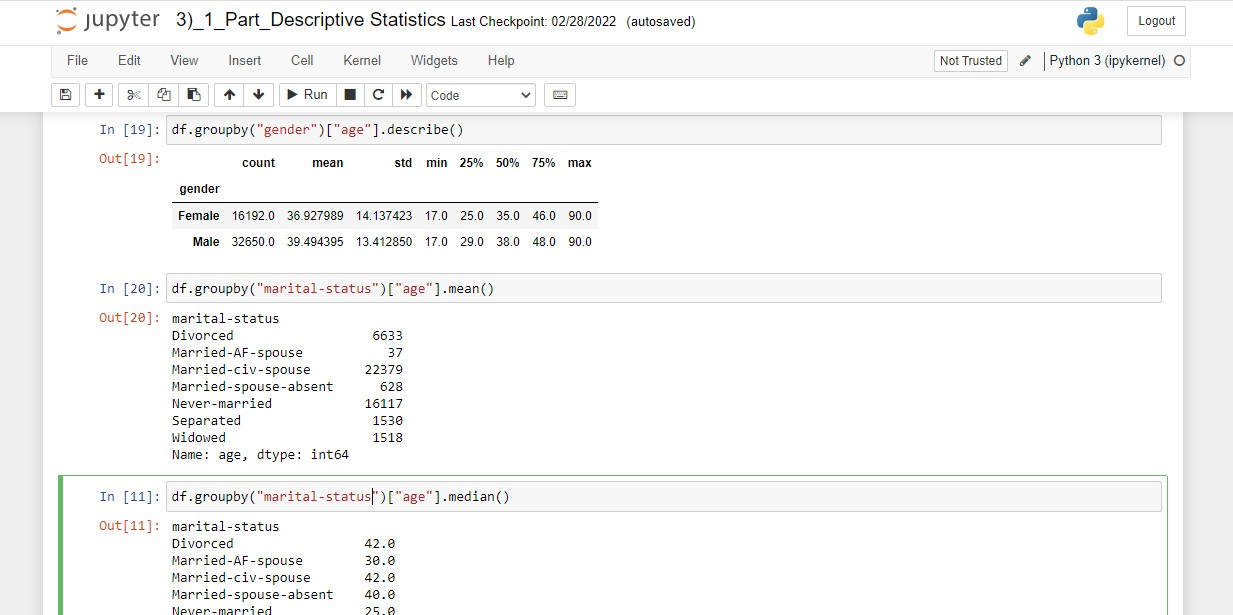 jupyter 3)_1_Part_Descriptive Statistics Last Checkpoint: 02/28/2022 (autosaved) Logout
File Edit View Insert Cell Kernel Widgets Help Not Trusted Python 3 (ipykernel)
Run Code
In [19]: df.groupby("gender")["age"].describe()
Out[19]:
count mean std min 25% 50% 75% max
gender
Female 16192.0 36.927989 14.137423 17.0 25.0 35.0 46.0 90.0
Male 32650.0 39.494395 13.412850 17.0 29.0 38.0 48.0 90.0
In [20]: df.groupby("marital-status")["age"].mean()
Out[20]: marital-status
Divorced 6633
Married-AF-spouse 37
Married-civ-spouse 22379
Married-spouse-absent 628
Never-married 16117
Separated 1530
Widowed 1518
Name: age, dtype: int64
In [11]: df.groupby("marital-status")["age"].median()
Out[11]: marital-status
Divorced 42.0
Married-AF-spouse 30.0
Married-civ-spouse 42.0
Married-spouse-absent 40.0
Never-married 25.0